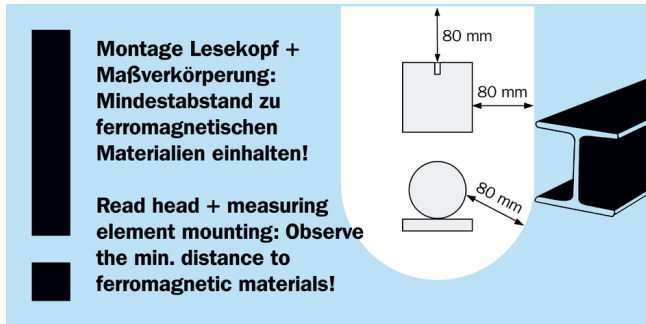 Montage Lesekopf +
Maßverkörperung:
Mindestabstand zu
ferromagnetischen
Materialien einhalten!
Read head + measuring
element mounting: Observe
the min. distance to
ferromagnetic materials!
80 mm
80 mm
80 mm